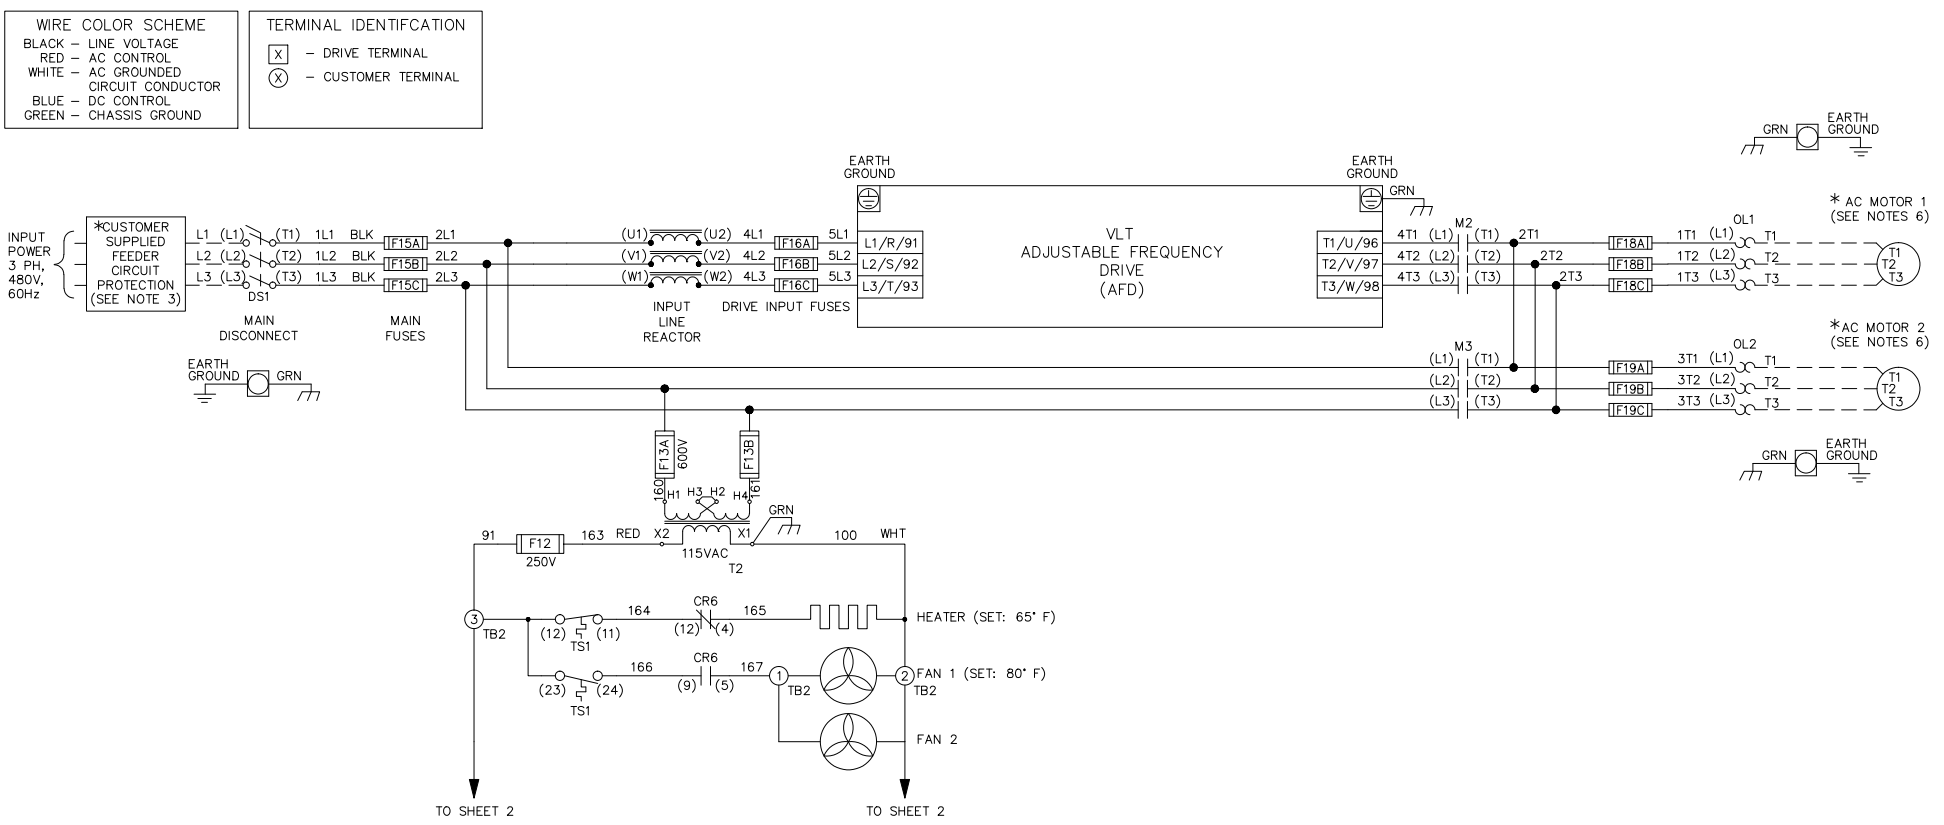 WIRE COLOR SCHEME
BLACK – LINE VOLTAGE
RED – AC CONTROL
WHITE – AC GROUNDED
CIRCUIT CONDUCTOR
BLUE – DC CONTROL
GREEN – CHASSIS GROUND
TERMINAL IDENTIFCATION
X – DRIVE TERMINAL
X – CUSTOMER TERMINAL
INPUT
POWER
3 PH,
480V,
60Hz
*CUSTOMER
SUPPLIED
FEEDER
CIRCUIT
PROTECTION
(SEE NOTE 3)
L1 (L1) (T1) 1L1 BLK F15A 2L1
L2 (L2) (T2) 1L2 BLK F15B 2L2
L3 (L3) (T3) 1L3 BLK F15C 2L3
DS1
MAIN
DISCONNECT
MAIN
FUSES
EARTH
GROUND
GRN
(U1) (U2) 4L1 F16A 5L1
(V1) (V2) 4L2 F16B 5L2
(W1) (W2) 4L3 F16C 5L3
INPUT
LINE
REACTOR
DRIVE INPUT FUSES
EARTH
GROUND
L1/R/91
L2/S/92
L3/T/93
VLT
ADJUSTABLE FREQUENCY
DRIVE
(AFD)
EARTH
GROUND
GRN
T1/U/96
T2/V/97
T3/W/98
M2
4T1 (L1) (T1) 2T1 F18A 1T1 (L1) T1
4T2 (L2) (T2) 2T2 F18B 1T2 (L2) T2
4T3 (L3) (T3) 2T3 F18C 1T3 (L3) T3
OL1
GRN
EARTH
GROUND
* AC MOTOR 1
(SEE NOTES 6)
T1
T2
T3
M3
(L1) (T1) F19A 3T1 (L1) T1
(L2) (T2) F19B 3T2 (L2) T2
(L3) (T3) F19C 3T3 (L3) T3
OL2
*AC MOTOR 2
(SEE NOTES 6)
T1
T2
T3
GRN
EARTH
GROUND
F13A
600V
F13B
160
161
H1 H3 H2 H4
GRN
91 F12 163 RED X2 X1 100 WHT
250V
115VAC
T2
3
TB2
(12) (11)
TS1
164
CR6
(12) (4)
165
HEATER (SET: 65° F)
(23) (24)
TS1
166
CR6
(9) (5)
167
1
TB2
2
TB2
FAN 1 (SET: 80° F)
FAN 2
TO SHEET 2
TO SHEET 2